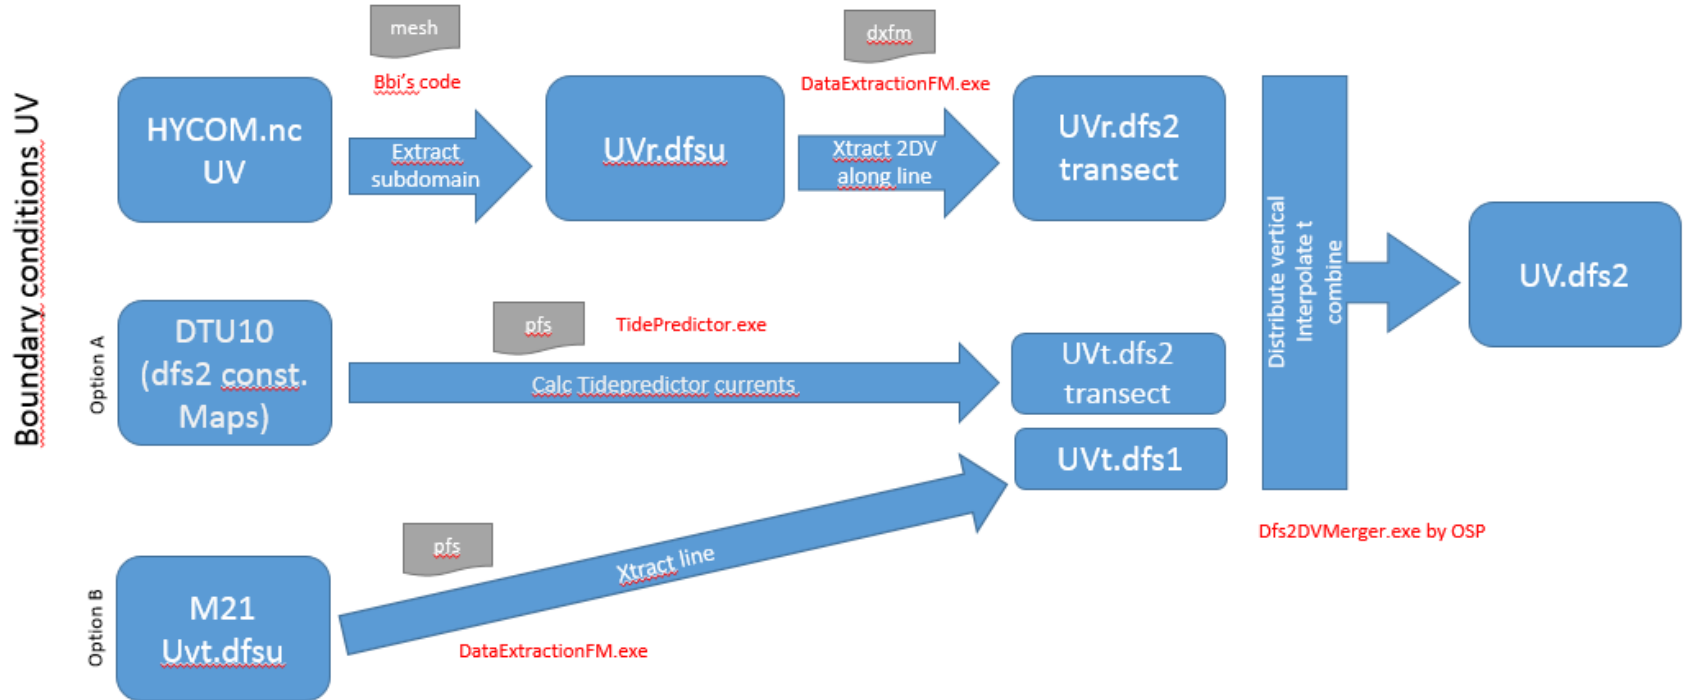 Boundary conditions UV
mesh
Bbi's code
HYCOM.nc
UV
Extract
subdomain
UVr.dfsu
dxfm
DataExtractionFM.exe
Xtract 2DV
along line
UVr.dfs2
transect
Option A
DTU10
(dfs2 const.
Maps)
pfs
TidePredictor.exe
Calc Tidepredictor currents
UVt.dfs2
transect
UVt.dfs1
Option B
M21
Uvt.dfsu
pfs
Xtract line
DataExtractionFM.exe
Distribute vertical
Interpolate t
combine
Dfs2DVMerger.exe by OSP
UV.dfs2